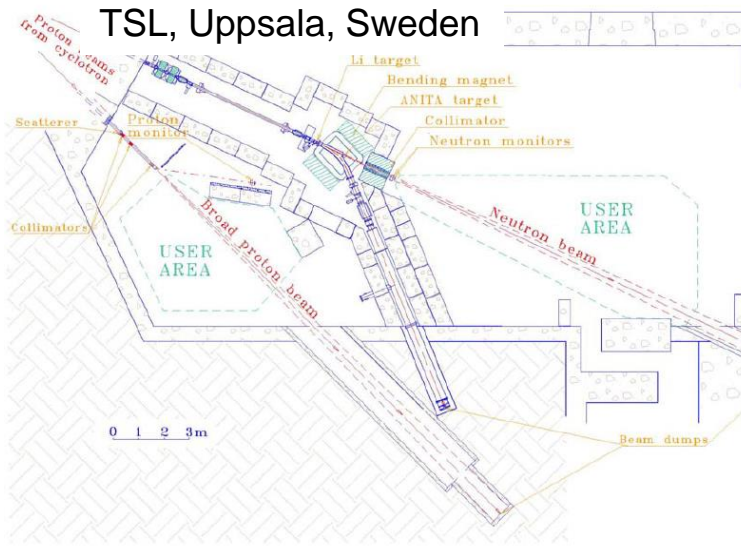 TSL, Uppsala, Sweden
Proton beams
from cyclotron
Li target
Bending magnet
ANITA target
Collimator
Neutron monitors
Scatterer
Proton
monitor
Collimators
USER
AREA
Broad proton beam
USER
AREA
Neutron beam
0 1 2 3m
Beam dumps